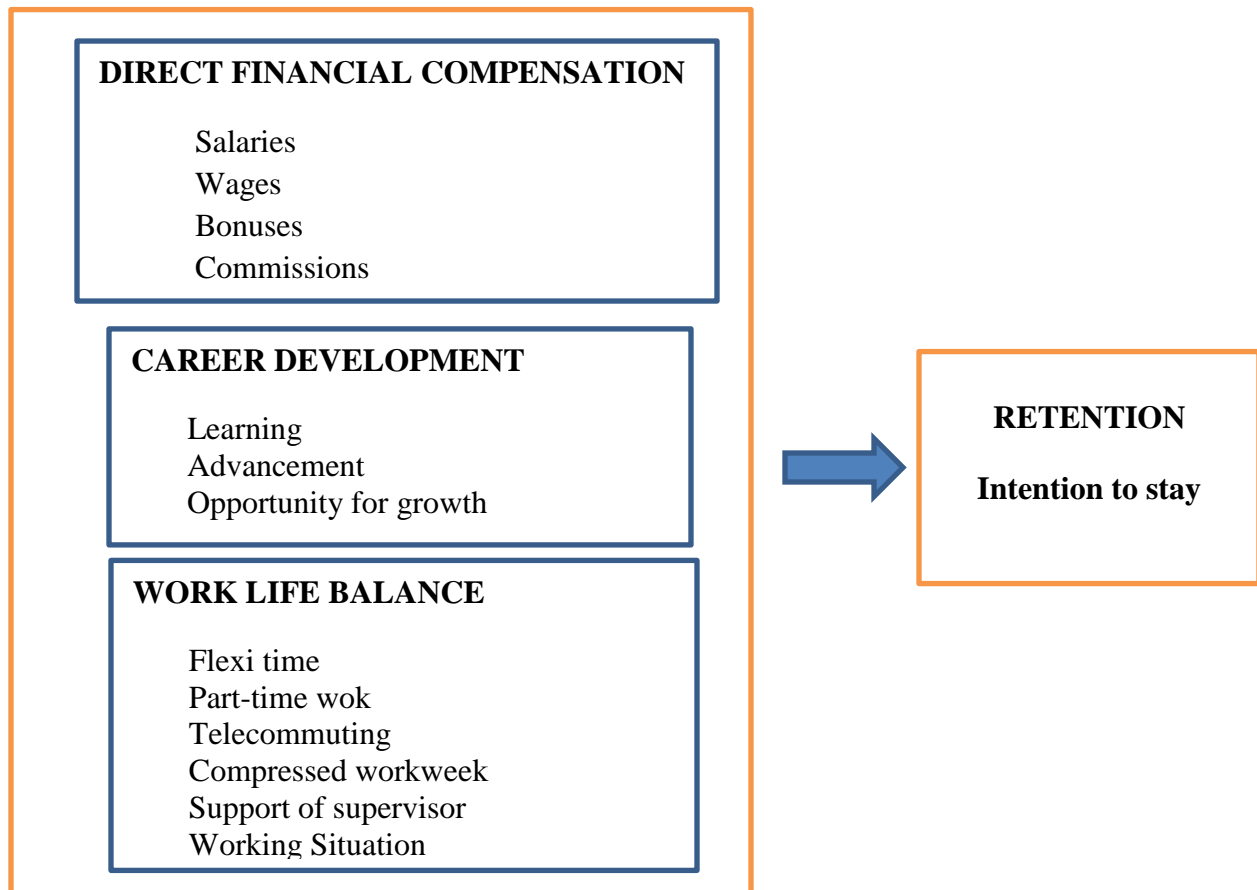 DIRECT FINANCIAL COMPENSATION
Salaries
Wages
Bonuses
Commissions
CAREER DEVELOPMENT
Learning
Advancement
Opportunity for growth
WORK LIFE BALANCE
Flexi time
Part-time wok
Telecommuting
Compressed workweek
Support of supervisor
Working Situation
RETENTION
Intention to stay